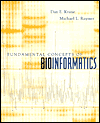 Dan E. Krane
Michael L. Raymer
FUNDAMENTAL CONCEPTS OF
BIOINFORMATICS